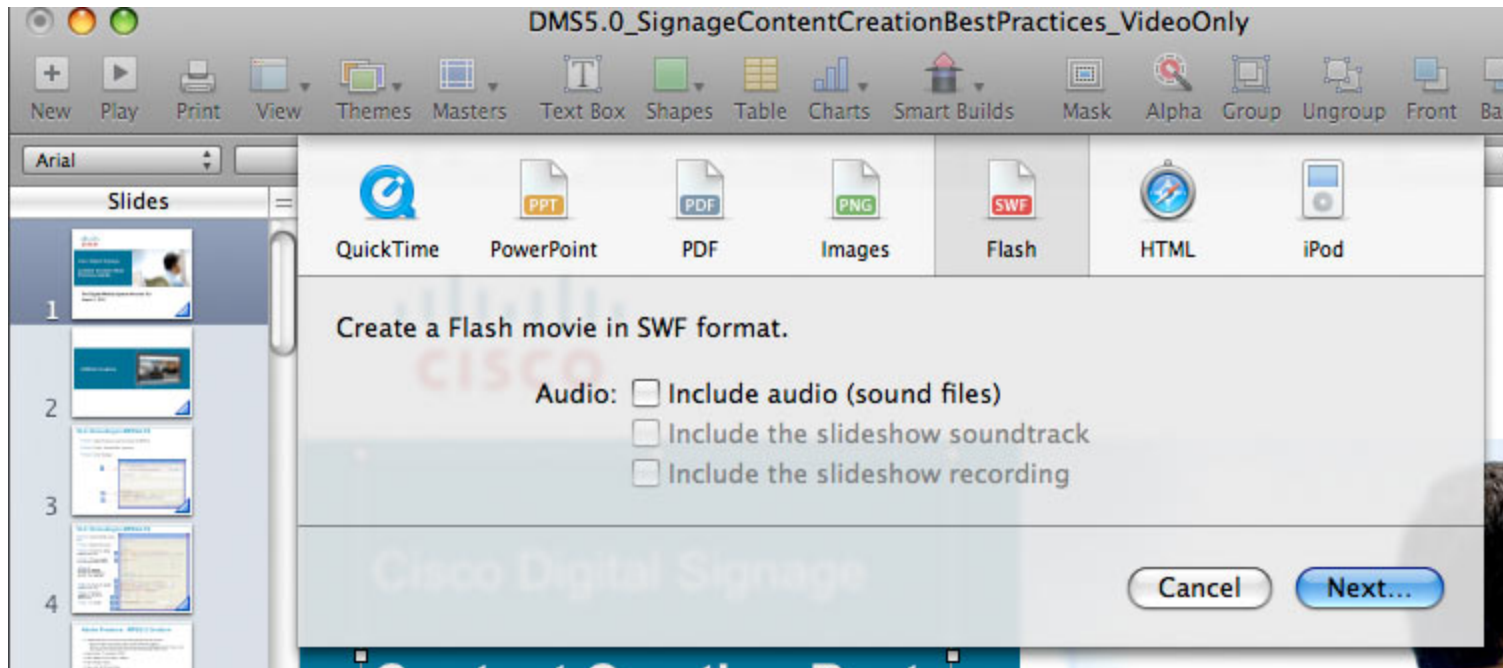 DMS5.0_SignageContentCreationBestPractices_VideoOnly
New Play Print View Themes Masters Text Box Shapes Table Charts Smart Builds Mask Alpha Group Ungroup Front Ba
Arial
Slides
QuickTime PowerPoint PDF Images Flash HTML iPod
PPT PDF PNG SWF
Create a Flash movie in SWF format.
CISCO
Audio: Include audio (sound files)
Include the slideshow soundtrack
Include the slideshow recording
Cisco Digital Signage
Cancel Next...
1
2
3
4